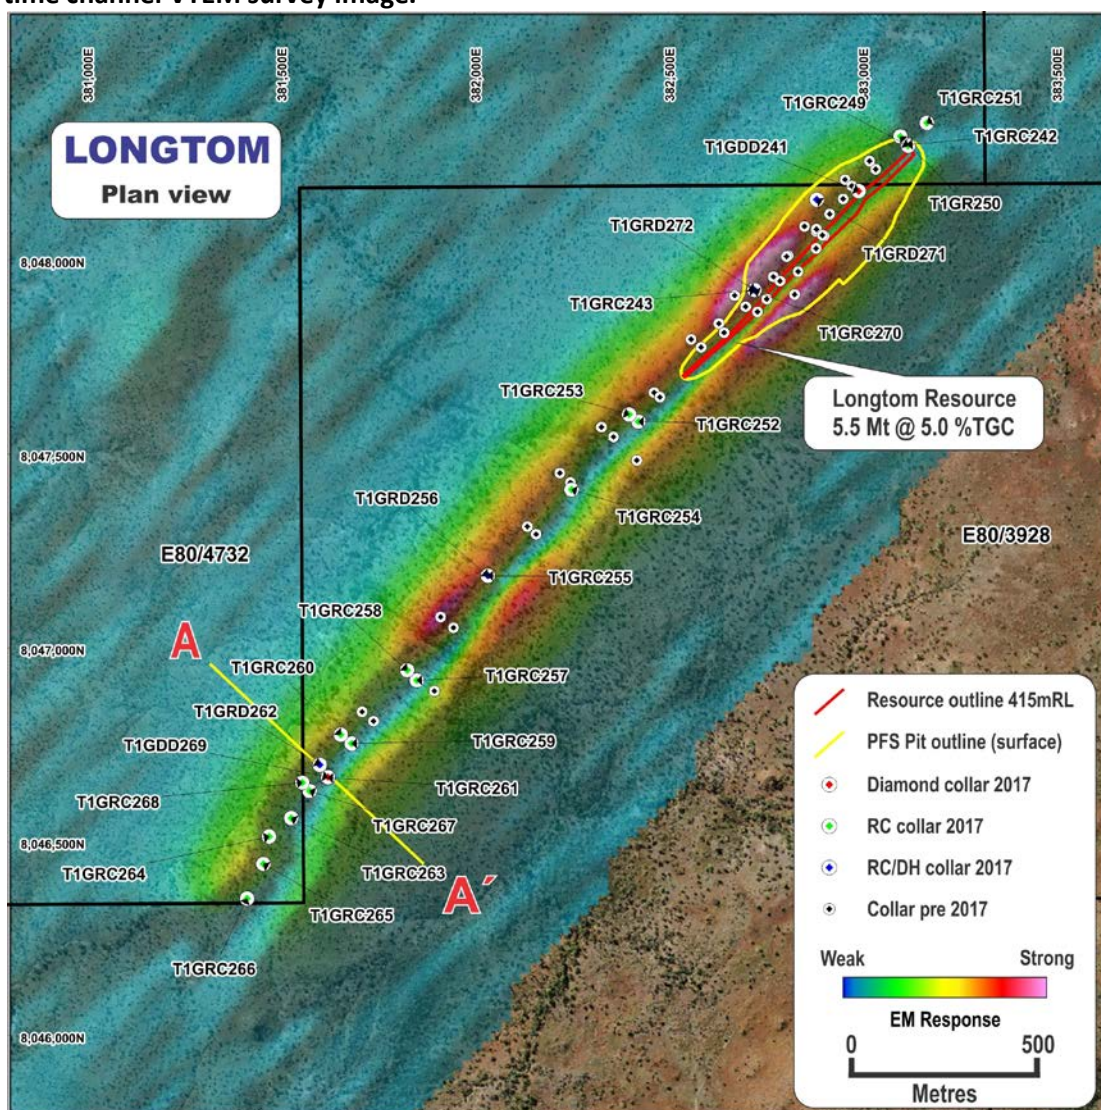 time channel VTEM survey image.
LONGTOM
Plan view
381,000E
381,500E
382,000E
382,500E
383,000E
383,500E
T1GRC249
T1GRC251
T1GDD241
T1GRC242
T1GRD272
T1GR250
T1GRD271
8,048,000N
T1GRC243
T1GRC270
Longtom Resource
5.5 Mt @ 5.0 %TGC
T1GRC253
T1GRC252
8,047,500N
T1GRD256
T1GRC254
E80/4732
E80/3928
T1GRC255
T1GRC258
A
8,047,000N
T1GRC260
T1GRC257
T1GRD262
T1GDD269
T1GRC259
T1GRC268
T1GRC261
T1GRC267
8,046,500N
T1GRC264
T1GRC263
A´
T1GRC265
T1GRC266
8,046,000N
Resource outline 415mRL
PFS Pit outline (surface)
Diamond collar 2017
RC collar 2017
RC/DH collar 2017
Collar pre 2017
Weak Strong
EM Response
0 500
Metres